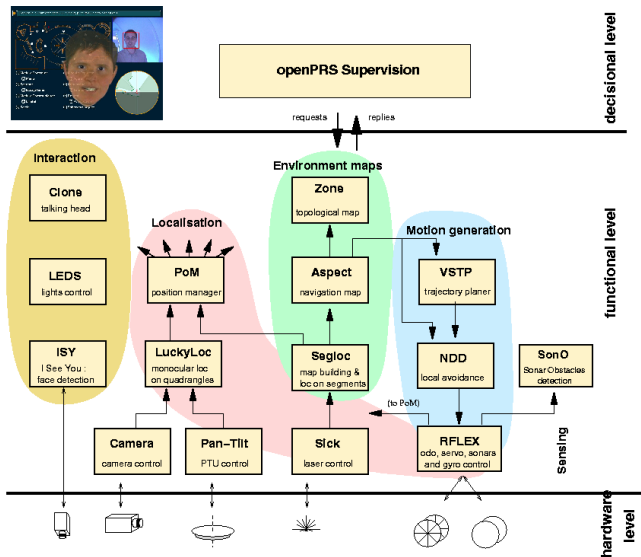 openPRS Supervision
decisional level
requests
replies
Interaction
Environment maps
Clone
talking head
Zone
topological map
Localisation
Motion generation
functional level
LEDS
lights control
PoM
position manager
Aspect
navigation map
VSTP
trajectory planer
ISY
I See You :
face detection
LuckyLoc
monocular loc
on quadrangles
Segloc
map building &
loc on segments
NDD
local avoidance
SonO
Sonar Obstacles
detection
(to PoM)
Camera
camera control
Pan-Tilt
PTU control
Sick
laser control
RFLEX
odo, servo, sonars
and gyro control
Sensing
hardware
level